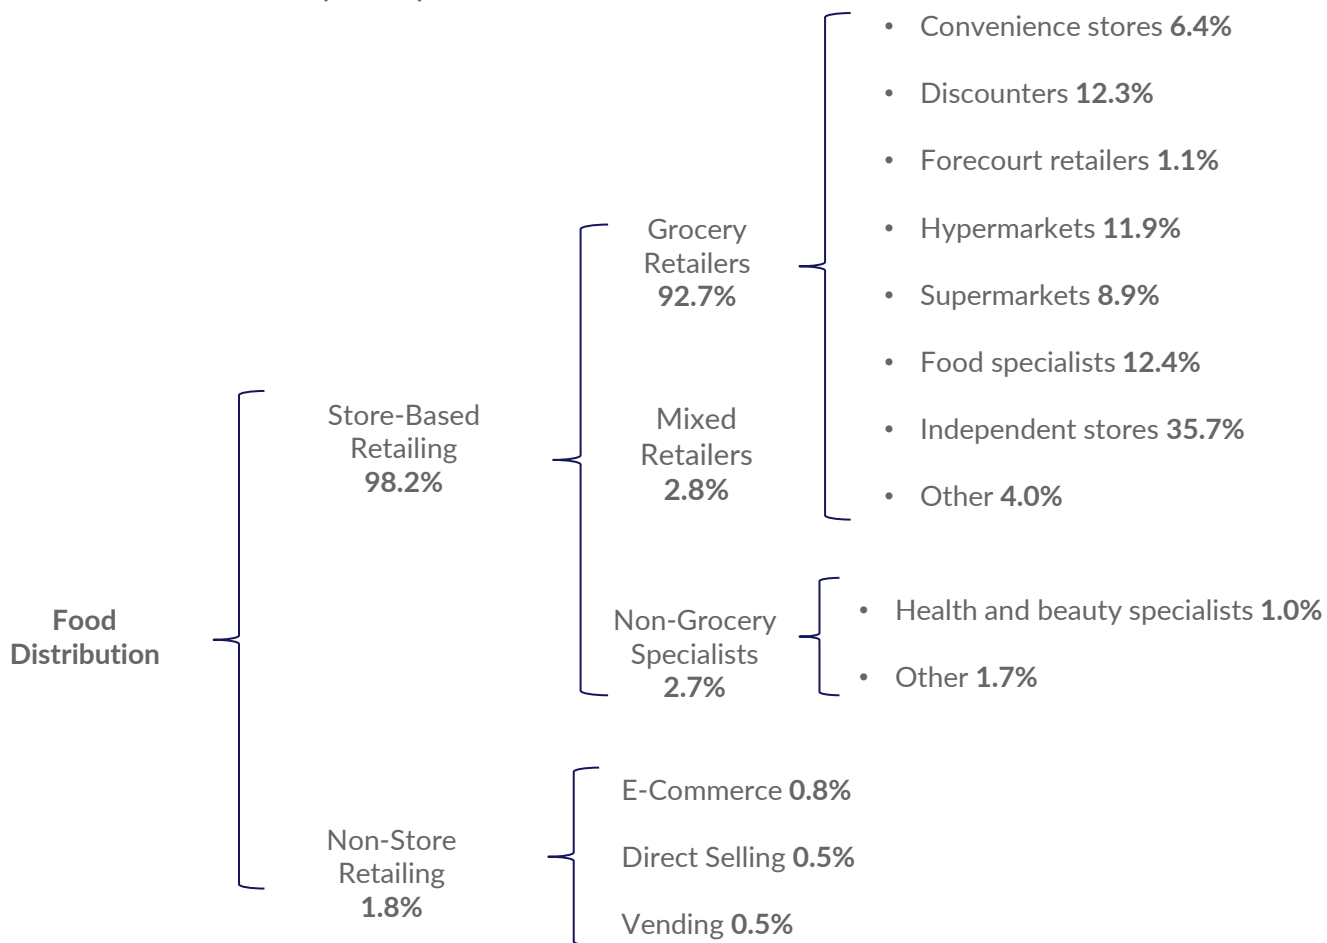 • Convenience stores 6.4%
• Discounters 12.3%
• Forecourt retailers 1.1%
• Hypermarkets 11.9%
• Supermarkets 8.9%
• Food specialists 12.4%
• Independent stores 35.7%
• Other 4.0%
Grocery
Retailers
92.7%
Mixed
Retailers
2.8%
Non-Grocery
Specialists
2.7%
• Health and beauty specialists 1.0%
• Other 1.7%
Store-Based
Retailing
98.2%
Food
Distribution
Non-Store
Retailing
1.8%
E-Commerce 0.8%
Direct Selling 0.5%
Vending 0.5%